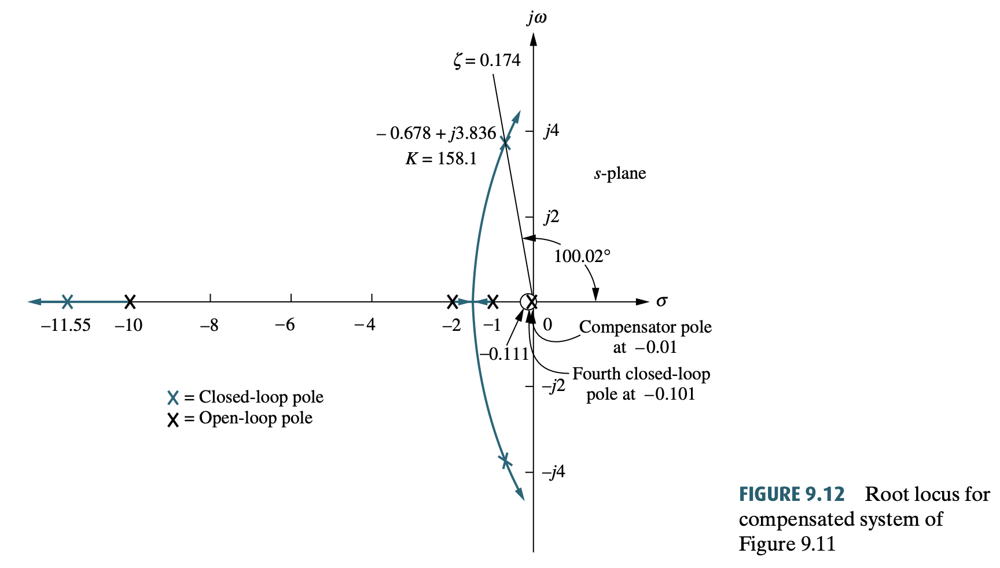 jω
ζ = 0.174
– 0.678 + j3.836
K = 158.1
j4
s-plane
j2
100.02°
σ
–11.55 –10 –8 –6 –4 –2 –1 0
Compensator pole
at –0.01
–0.111
Fourth closed-loop
pole at –0.101
–j2
X = Closed-loop pole
X = Open-loop pole
–j4
FIGURE 9.12 Root locus for
compensated system of
Figure 9.11